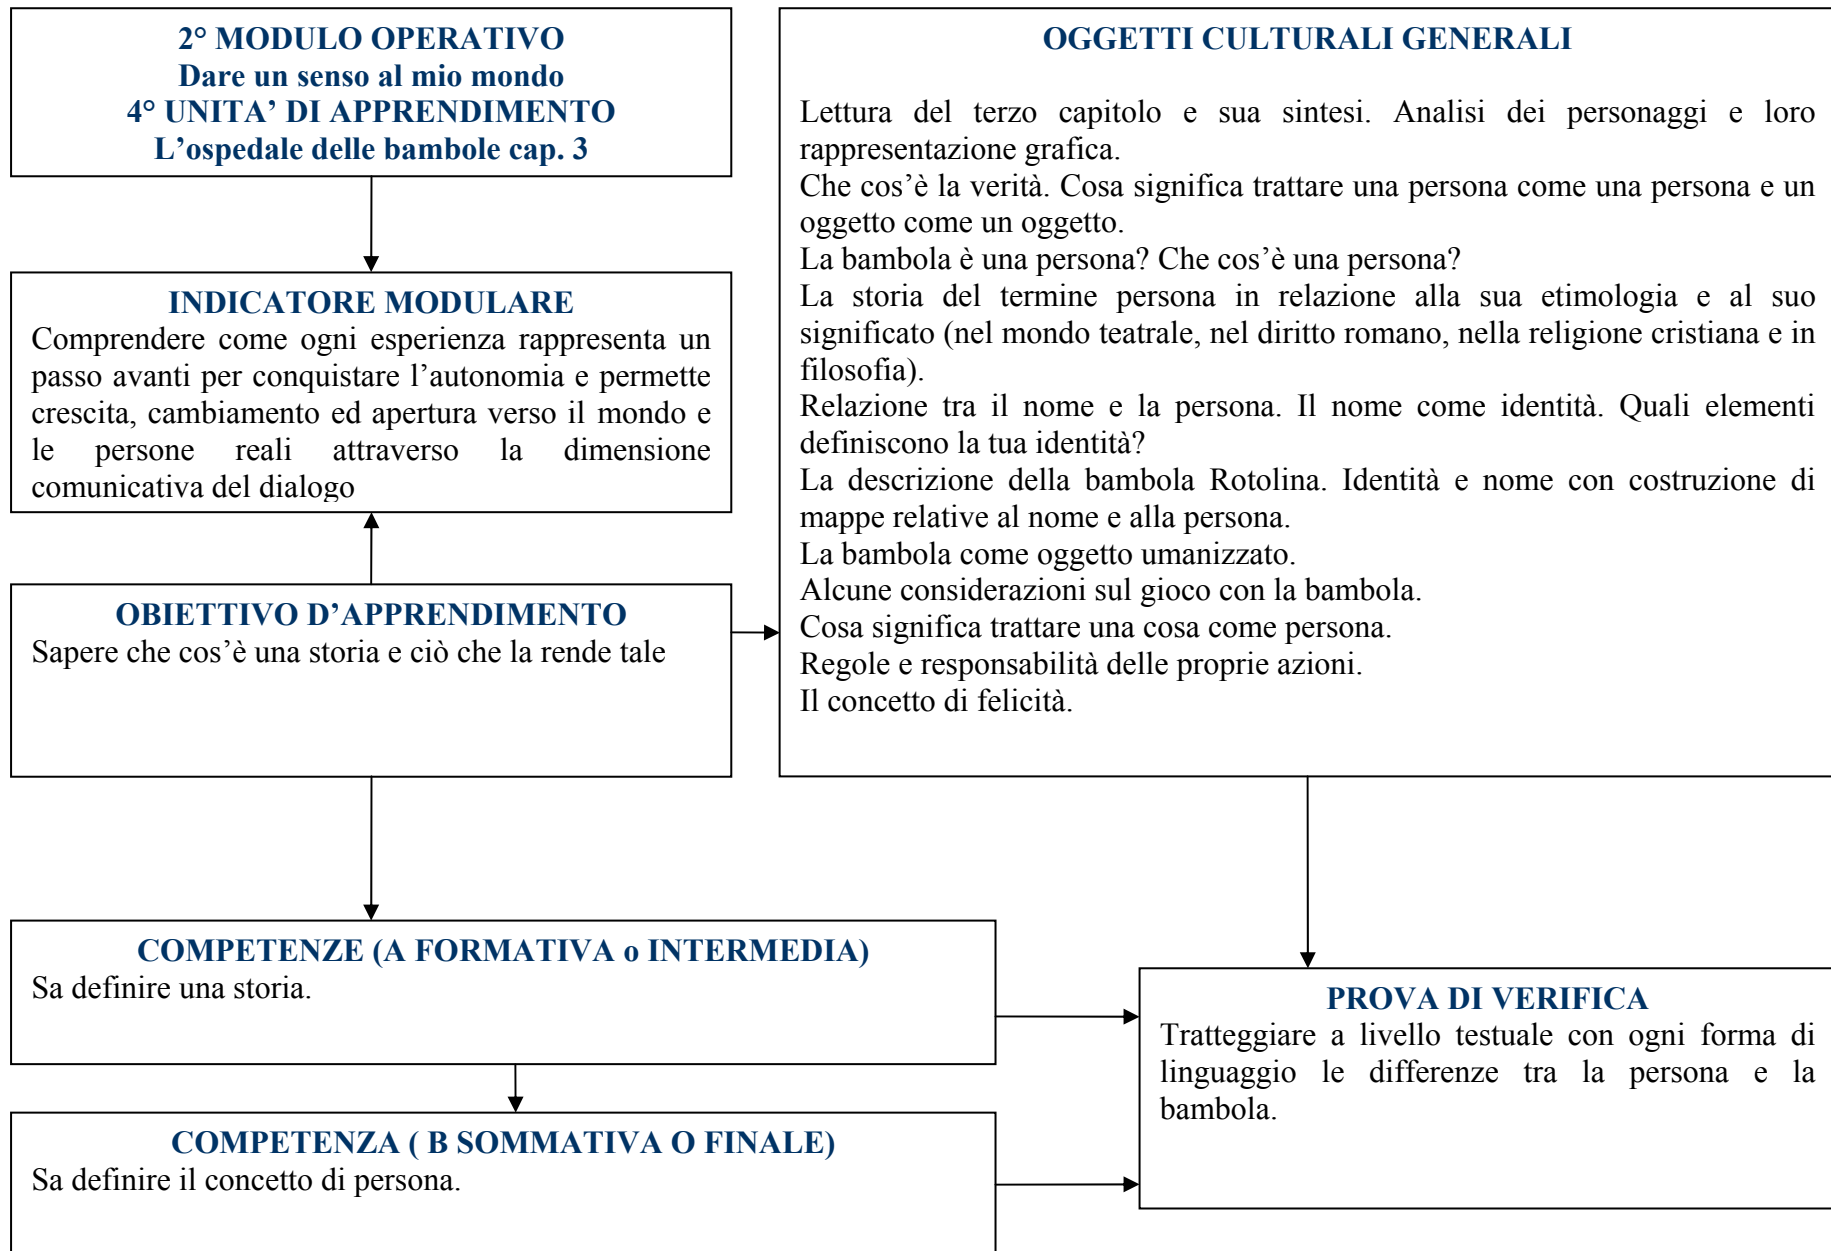 2° MODULO OPERATIVO
Dare un senso al mio mondo
4° UNITA’ DI APPRENDIMENTO
L’ospedale delle bambole cap. 3
INDICATORE MODULARE
Comprendere come ogni esperienza rappresenta un
passo avanti per conquistare l’autonomia e permette
crescita, cambiamento ed apertura verso il mondo e
le persone reali attraverso la dimensione
comunicativa del dialogo
OBIETTIVO D’APPRENDIMENTO
Sapere che cos’è una storia e ciò che la rende tale
OGGETTI CULTURALI GENERALI
Lettura del terzo capitolo e sua sintesi. Analisi dei personaggi e loro
rappresentazione grafica.
Che cos’è la verità. Cosa significa trattare una persona come una persona e un
oggetto come un oggetto.
La bambola è una persona? Che cos’è una persona?
La storia del termine persona in relazione alla sua etimologia e al suo
significato (nel mondo teatrale, nel diritto romano, nella religione cristiana e in
filosofia).
Relazione tra il nome e la persona. Il nome come identità. Quali elementi
definiscono la tua identità?
La descrizione della bambola Rotolina. Identità e nome con costruzione di
mappe relative al nome e alla persona.
La bambola come oggetto umanizzato.
Alcune considerazioni sul gioco con la bambola.
Cosa significa trattare una cosa come persona.
Regole e responsabilità delle proprie azioni.
Il concetto di felicità.
COMPETENZE (A FORMATIVA o INTERMEDIA)
Sa definire una storia.
COMPETENZA ( B SOMMATIVA O FINALE)
Sa definire il concetto di persona.
PROVA DI VERIFICA
Tratteggiare a livello testuale con ogni forma di
linguaggio le differenze tra la persona e la
bambola.